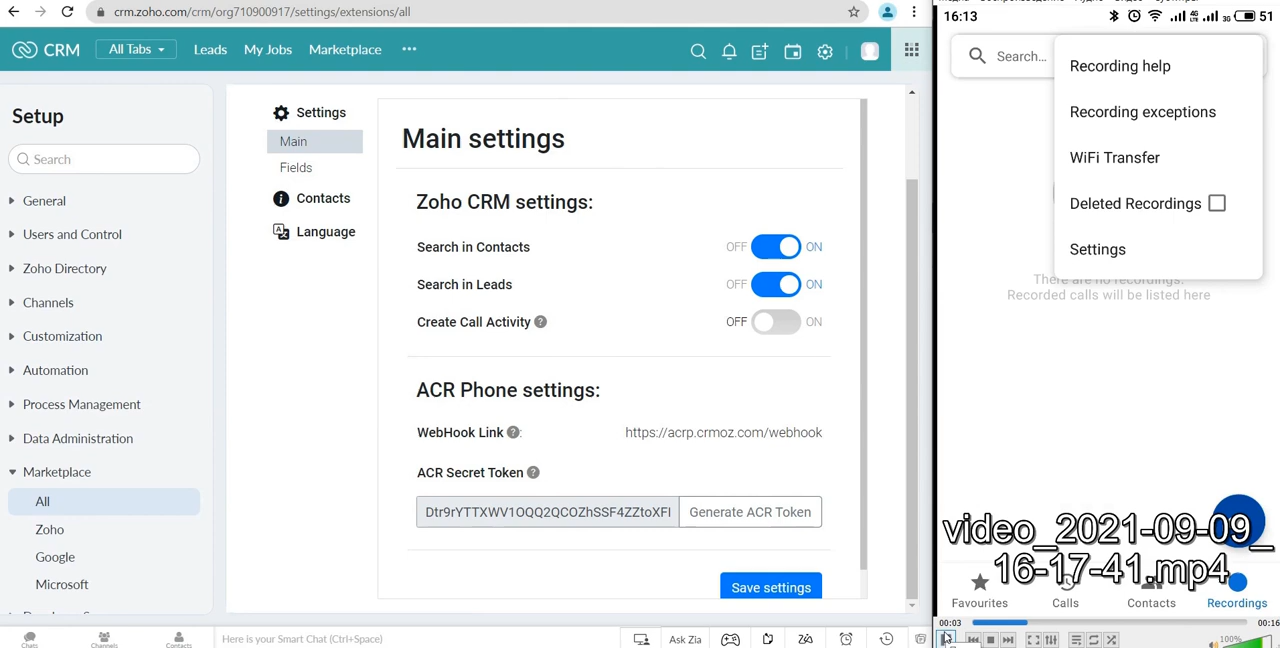 crm.zoho.com/crm/org710900917/settings/extensions/all
CRM
All Tabs
Leads
My Jobs
Marketplace
Setup
Search
General
Users and Control
Zoho Directory
Channels
Customization
Automation
Process Management
Data Administration
Marketplace
All
Zoho
Google
Microsoft
Settings
Main
Fields
Contacts
Language
Main settings
Zoho CRM settings:
Search in Contacts
OFF ON
Search in Leads
OFF ON
Create Call Activity ?
OFF ON
ACR Phone settings:
WebHook Link ?:
https://acrp.crmoz.com/webhook
ACR Secret Token ?
Dtr9rYTTXWV1OQQ2QCOZhSSF4ZZtoXFI
Generate ACR Token
Save settings
Chats
Channels
Contacts
Here is your Smart Chat (Ctrl+Space)
Ask Zia
16:13
51
Search...
Recording help
Recording exceptions
WiFi Transfer
Deleted Recordings
Settings
There are no recordings.
Recorded calls will be listed here
video_2021-09-09_
16-17-41.mp4
Favourites
Calls
Contacts
Recordings
00:03
00:16
100%